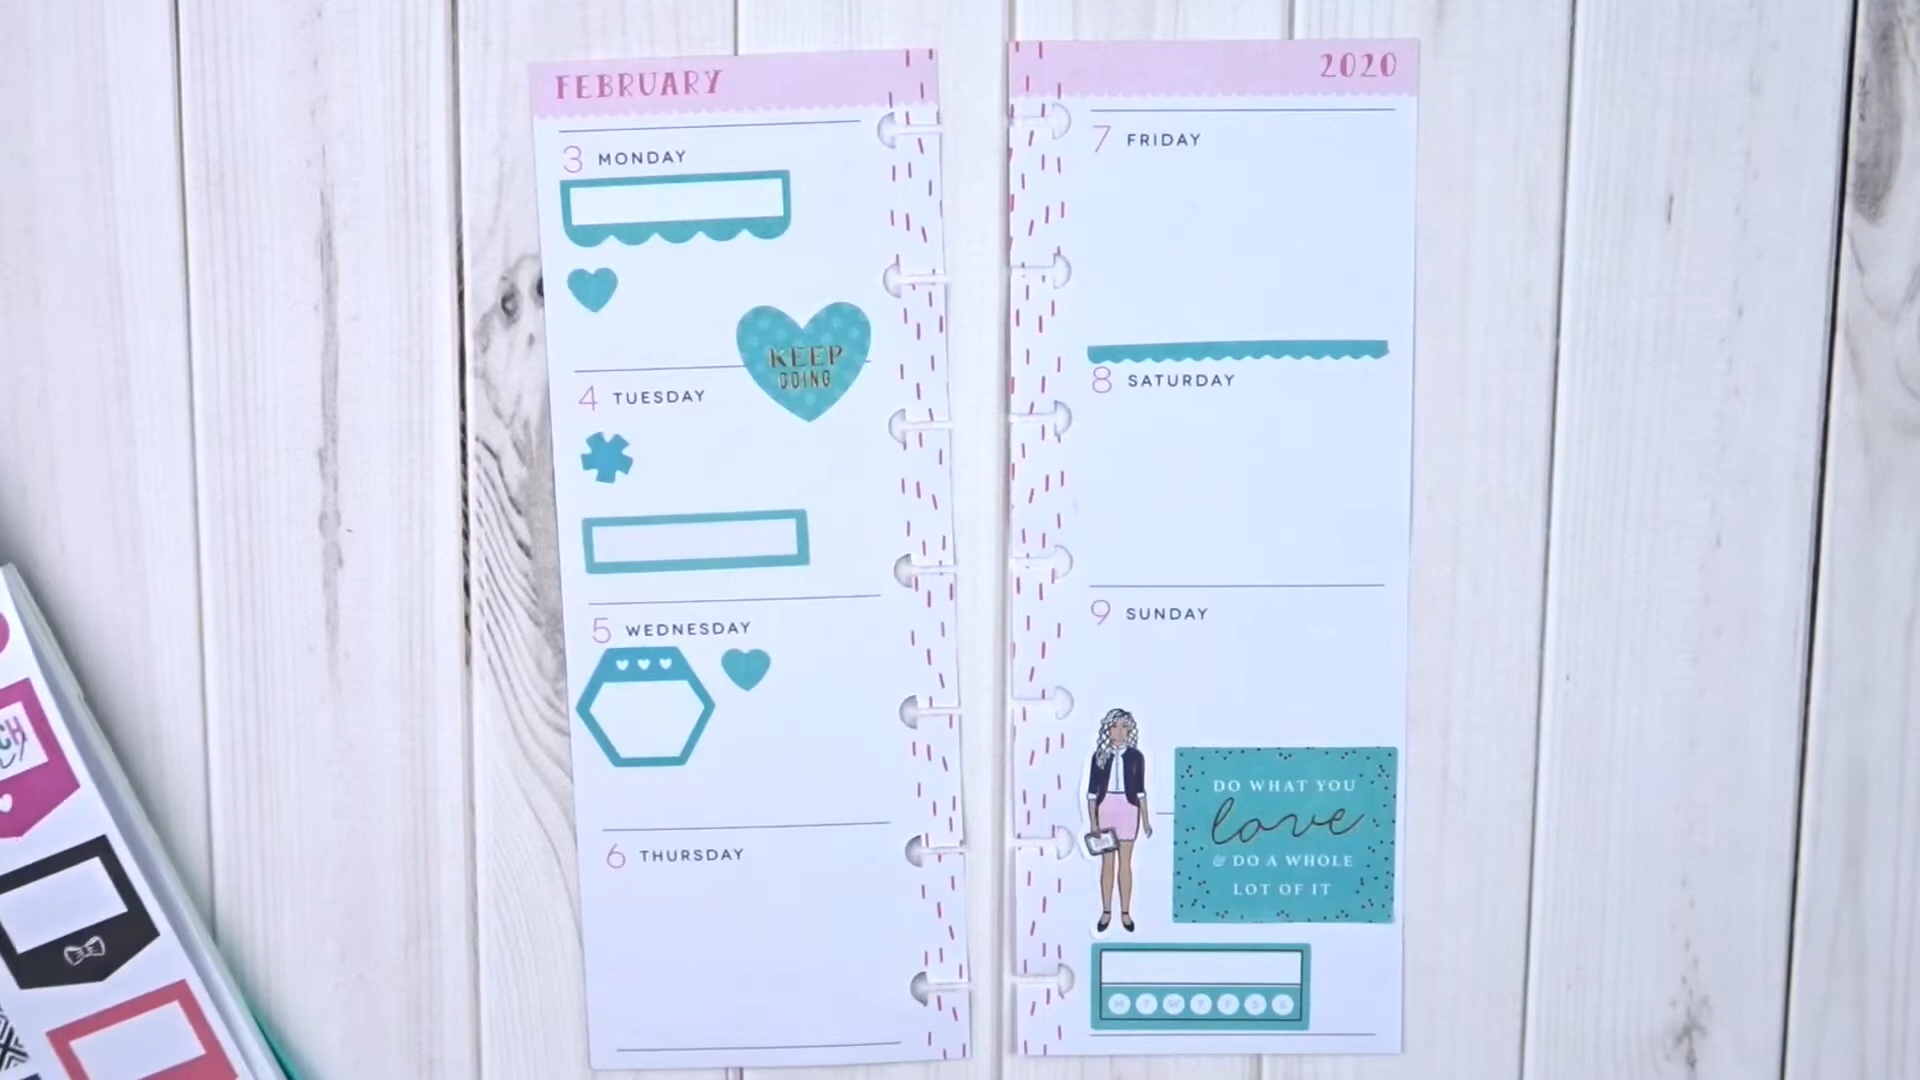 FEBRUARY
3 MONDAY
KEEP
GOING
4 TUESDAY
5 WEDNESDAY
6 THURSDAY
2020
7 FRIDAY
8 SATURDAY
9 SUNDAY
DO WHAT YOU
love
& DO A WHOLE
LOT OF IT
M T W T F S S